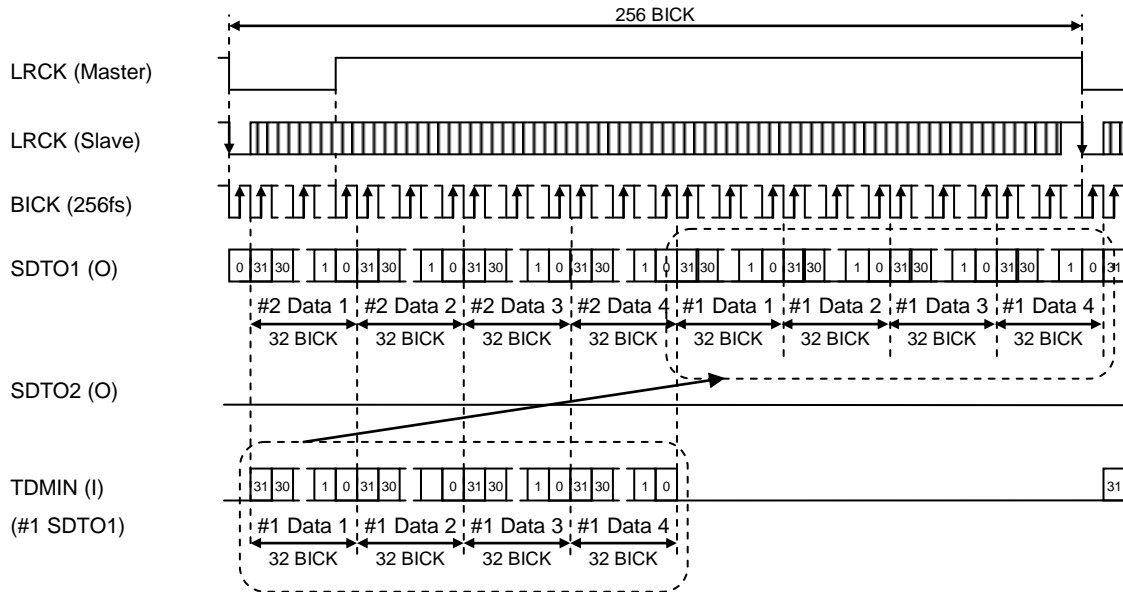 256 BICK
LRCK (Master)
LRCK (Slave)
BICK (256fs)
SDTO1 (O)
0 31 30 1 0 31 30 1 0 31 30 1 0 31 30 1 0 31 30 1 0 31 30 1 0 31 30 1 0 31 30 1 0 31
#2 Data 1 #2 Data 2 #2 Data 3 #2 Data 4 #1 Data 1 #1 Data 2 #1 Data 3 #1 Data 4
32 BICK 32 BICK 32 BICK 32 BICK 32 BICK 32 BICK 32 BICK 32 BICK
SDTO2 (O)
TDMIN (I)
31 30 1 0 31 30 0 31 30 1 0 31 30 1 0 31
(#1 SDTO1)
#1 Data 1 #1 Data 2 #1 Data 3 #1 Data 4
32 BICK 32 BICK 32 BICK 32 BICK